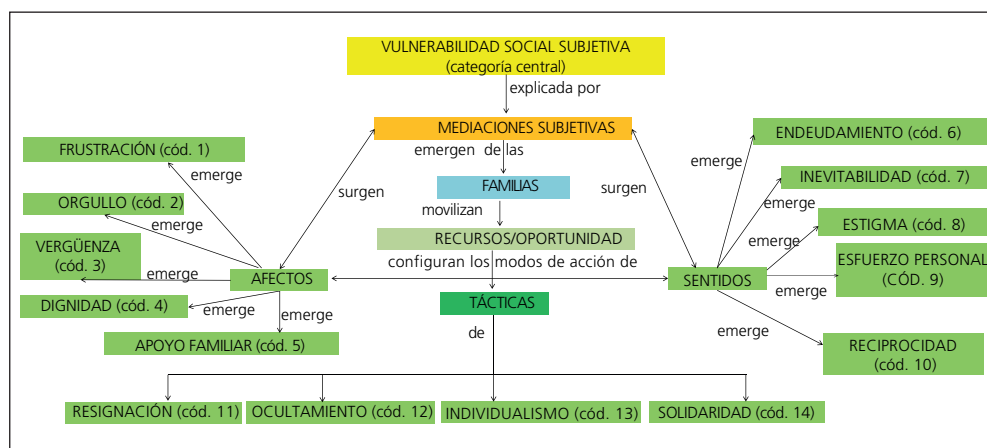 VULNERABILIDAD SOCIAL SUBJETIVA
(categoría central)
explicada por
MEDIACIONES SUBJETIVAS
ENDEUDAMIENTO (cód. 6)
FRUSTRACIÓN (cód. 1)
emergen de las
emerge
emerge
INEVITABILIDAD (cód. 7)
FAMILIAS
surgen
surgen
emerge
ORGULLO (cód. 2)
movilizan
ESTIGMA (cód. 8)
emerge
emerge
VERGÜENZA
(cód. 3)
RECURSOS/OPORTUNIDAD
configuran los modos de acción de
ESFUERZO PERSONAL
(CÓD. 9)
emerge
AFECTOS
SENTIDOS
emerge
DIGNIDAD (cód. 4)
TÁCTICAS
emerge
emerge
de
emerge
APOYO FAMILIAR (cód. 5)
RECIPROCIDAD
(cód. 10)
RESIGNACIÓN (cód. 11)
OCULTAMIENTO (cód. 12)
INDIVIDUALISMO (cód. 13)
SOLIDARIDAD (cód. 14)